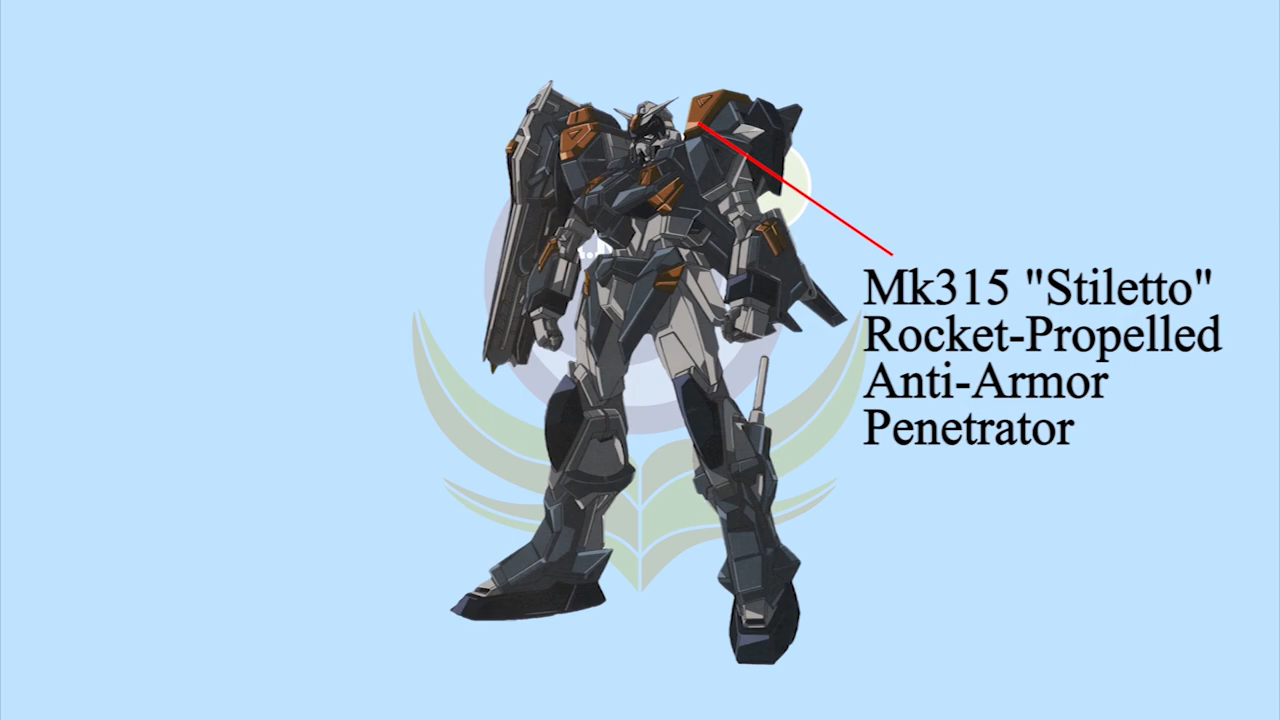 Mk315 "Stiletto"
Rocket-Propelled
Anti-Armor
Penetrator